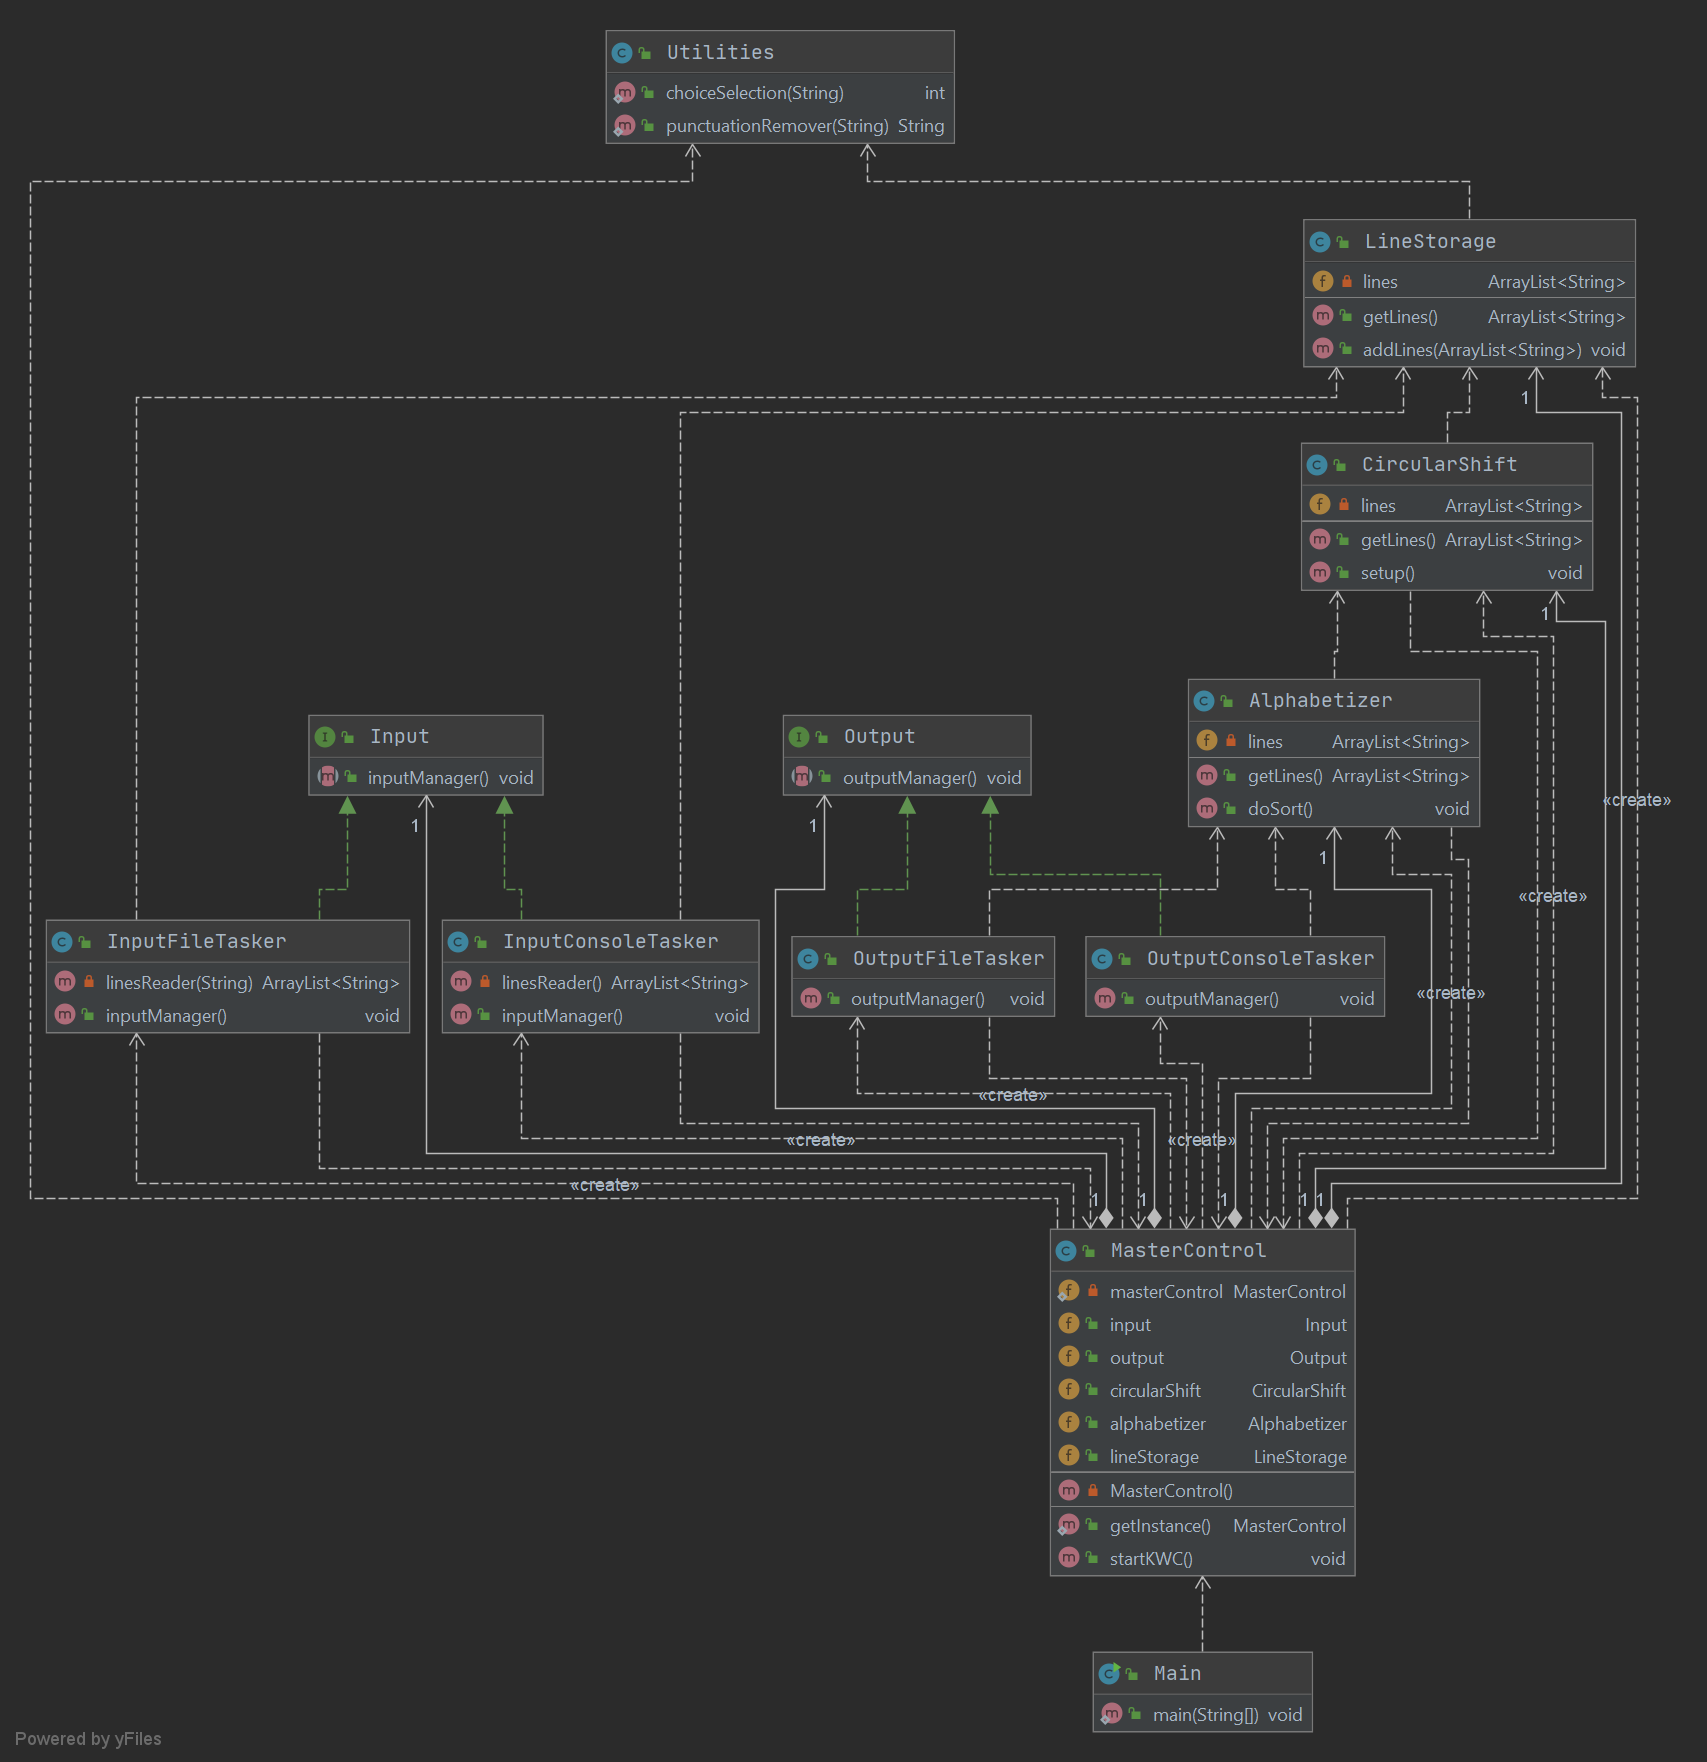 Utilities
choiceSelection(String) int
punctuationRemover(String) String
LineStorage
lines ArrayList<String>
getLines() ArrayList<String>
addLines(ArrayList<String>) void
1
CircularShift
lines ArrayList<String>
getLines() ArrayList<String>
setup() void
1
Alphabetizer
lines ArrayList<String>
getLines() ArrayList<String>
doSort() void
Input
inputManager() void
Output
outputManager() void
«create»
1
1
1
«create»
InputFileTasker
linesReader(String) ArrayList<String>
inputManager() void
InputConsoleTasker
linesReader() ArrayList<String>
inputManager() void
OutputFileTasker
outputManager() void
OutputConsoleTasker
outputManager() void
«create»
«create»
«create»
«create»
«create»
1
1
1
1
1
MasterControl
masterControl MasterControl
input Input
output Output
circularShift CircularShift
alphabetizer Alphabetizer
lineStorage LineStorage
MasterControl()
getInstance() MasterControl
startKWC() void
Main
main(String[]) void
Powered by yFiles